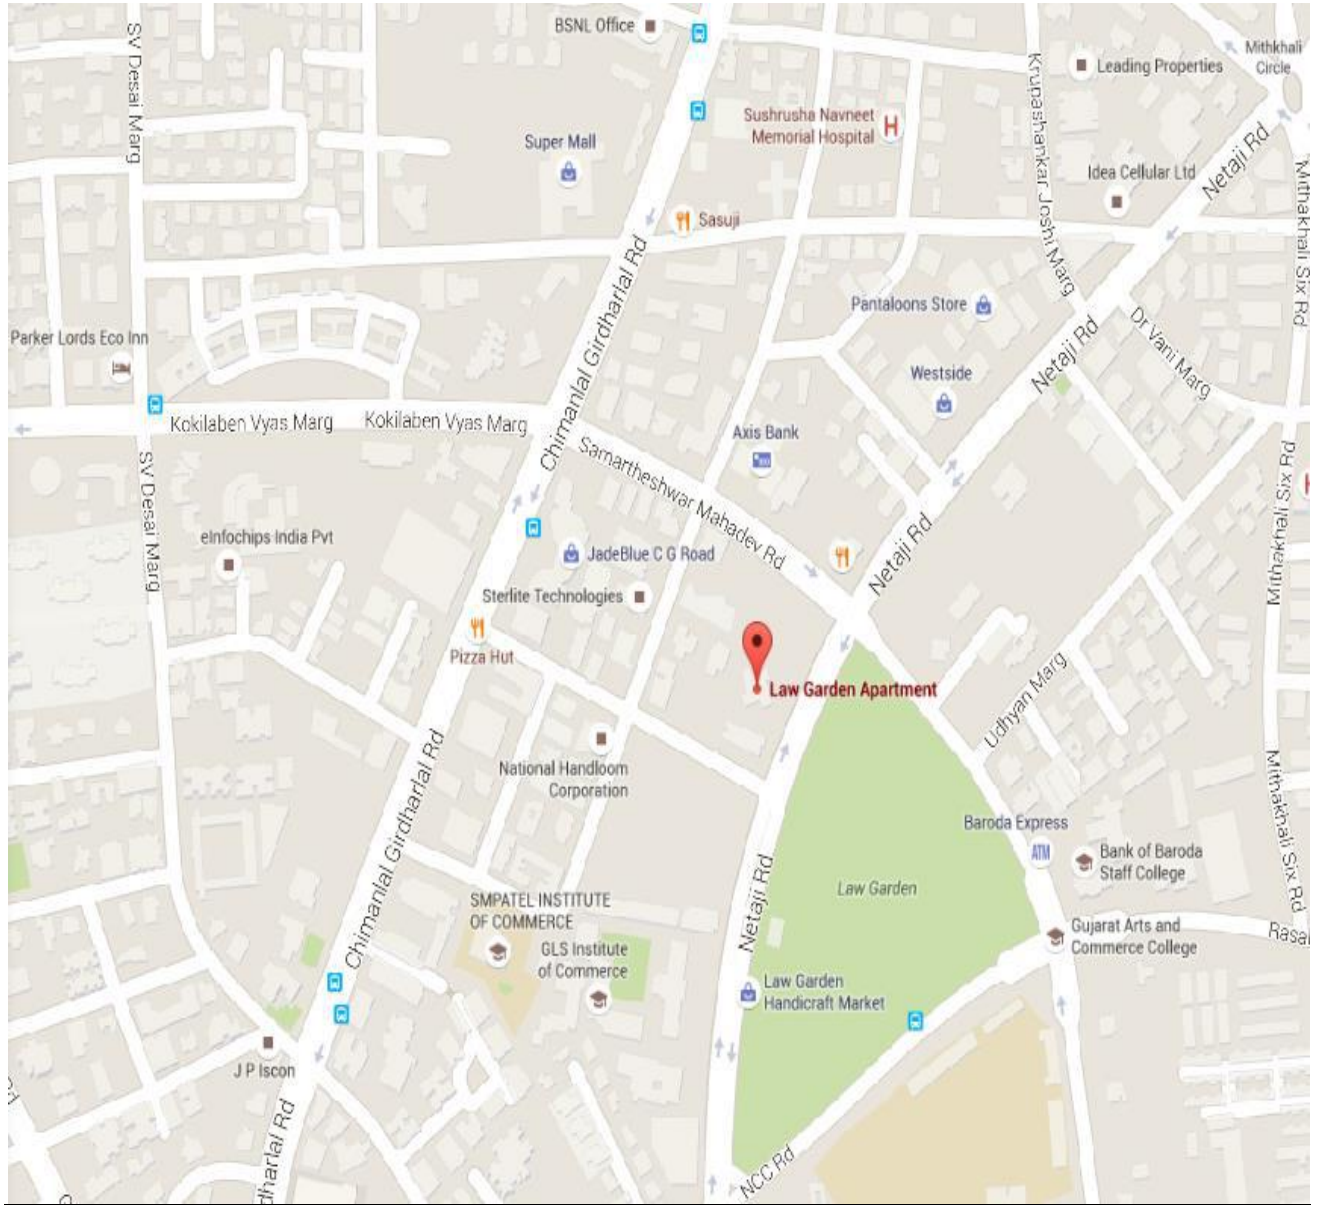 BSNL Office
SV Desai Marg
Krupashankar Joshi Marg
Leading Properties
Mithkhali
Circle
Sushrusha Navneet
Memorial Hospital
H
Super Mall
Idea Cellular Ltd
Netaji Rd
Mithakhali Six Rd
Sasuji
Chimanlal Girdharlal Rd
Pantaloons Store
Parker Lords Eco Inn
Netaji Rd
Dr Vani Marg
Westside
Kokilaben Vyas Marg
Kokilaben Vyas Marg
Samartheshwar Mahadev Rd
Axis Bank
SV Desai Marg
Mithakhali Six Rd
H
eInfochips India Pvt
JadeBlue C G Road
Netaji Rd
Sterlite Technologies
Pizza Hut
Law Garden Apartment
Udhyan Marg
National Handloom
Corporation
Chimanlal Girdharlal Rd
Mithakhali Six Rd
Baroda Express
ATM
Bank of Baroda
Staff College
Law Garden
Netaji Rd
SMPATEL INSTITUTE
OF COMMERCE
GLS Institute
of Commerce
Gujarat Arts and
Commerce College
Rasa
Law Garden
Handicraft Market
J P Iscon
dharlal Rd
NCC Rd